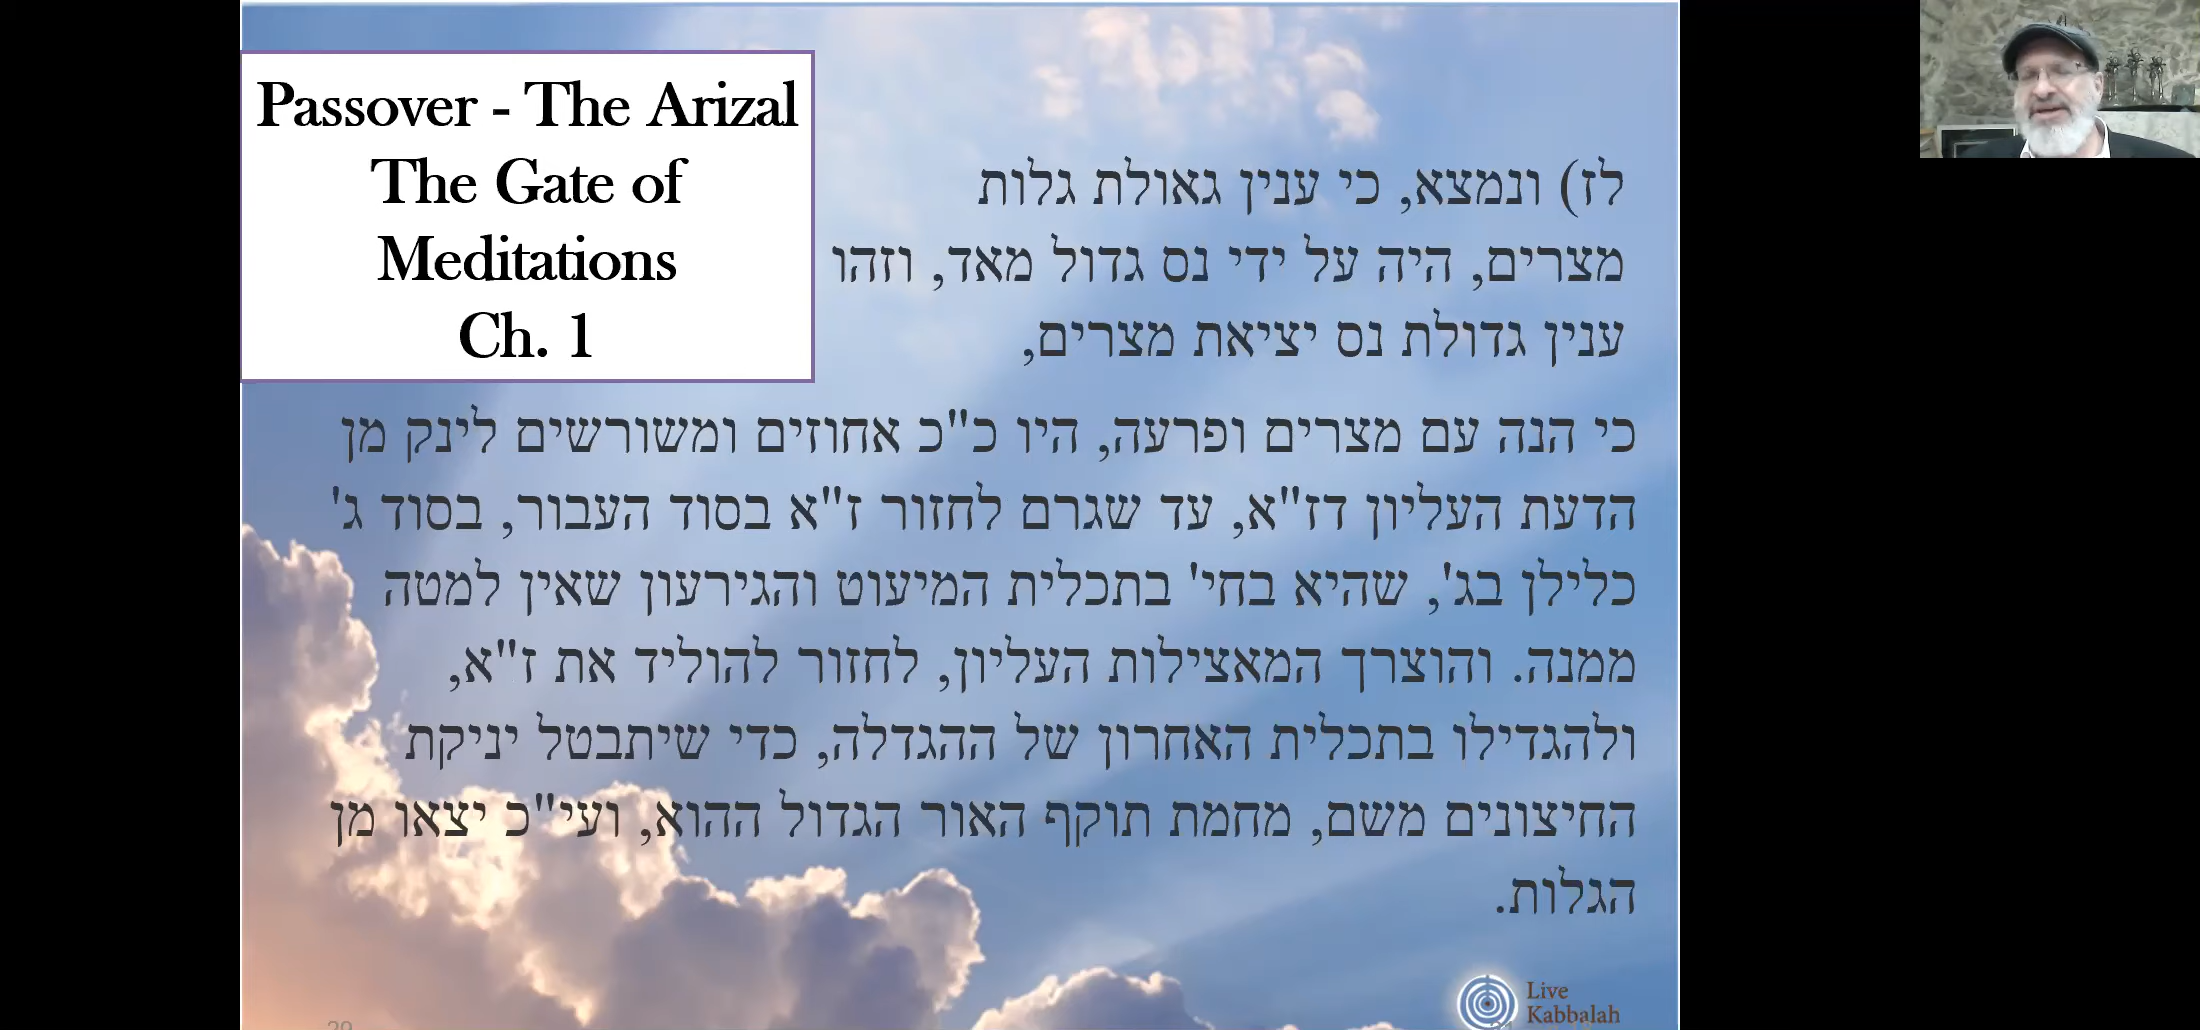 Passover - The Arizal
The Gate of
Meditations
Ch. 1
לז) ונמצא, כי ענין גאולת גלות
מצרים, היה על ידי נס גדול מאד, וזהו
ענין גדולת נס יציאת מצרים,
כי הנה עם מצרים ופרעה, היו כ"כ אחוזים ומשורשים לינק מן
הדעת העליון דז"א, עד שגרם לחזור ז"א בסוד העבור, בסוד ג'
כלילן בג', שהיא בחי' בתכלית המיעוט והגירעון שאין למטה
ממנה. והוצרך המאצילות העליון, לחזור להוליד את ז"א,
ולהגדילו בתכלית האחרון של ההגדלה, כדי שיתבטל יניקת
החיצונים משם, מחמת תוקף האור הגדול ההוא, ועי"כ יצאו מן
הגלות.
Live
Kabbalah